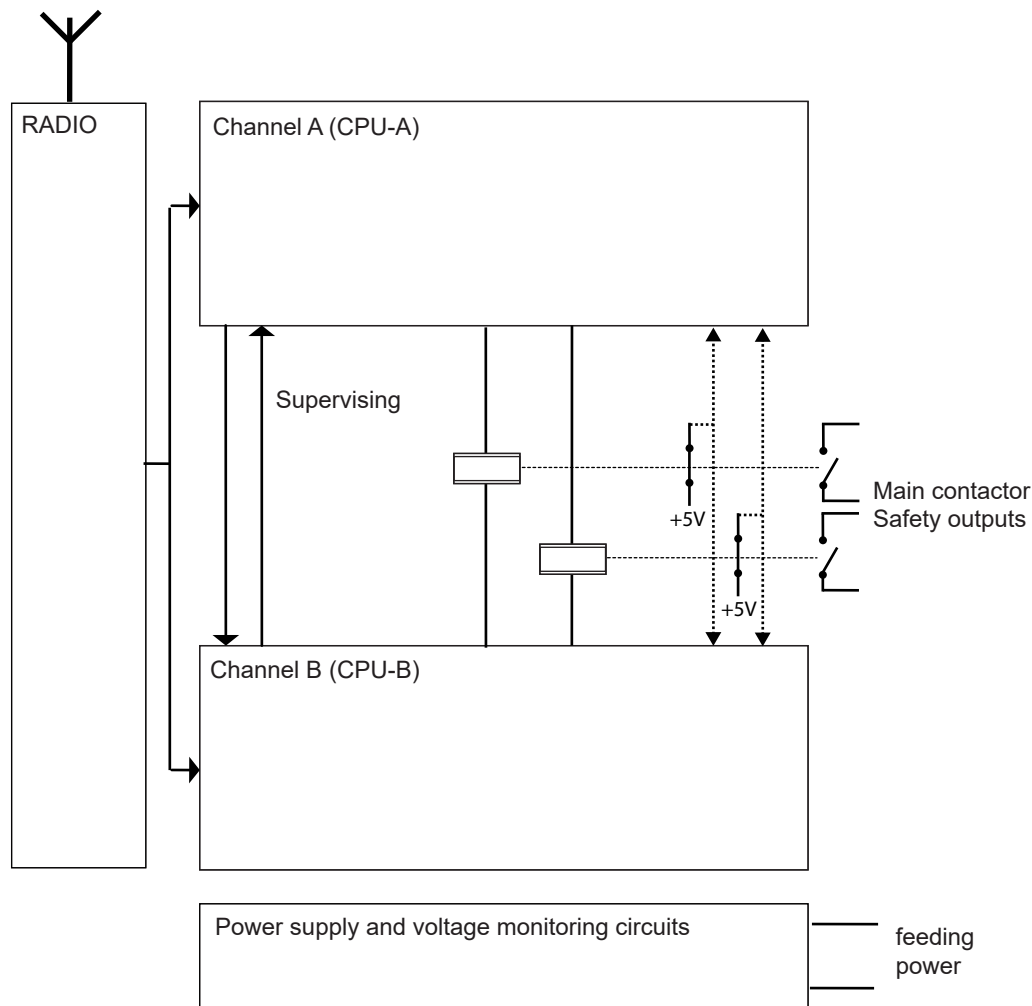 RADIO
Channel A (CPU-A)
Supervising
+5V
Main contactor
Safety outputs
+5V
Channel B (CPU-B)
Power supply and voltage monitoring circuits
feeding
power